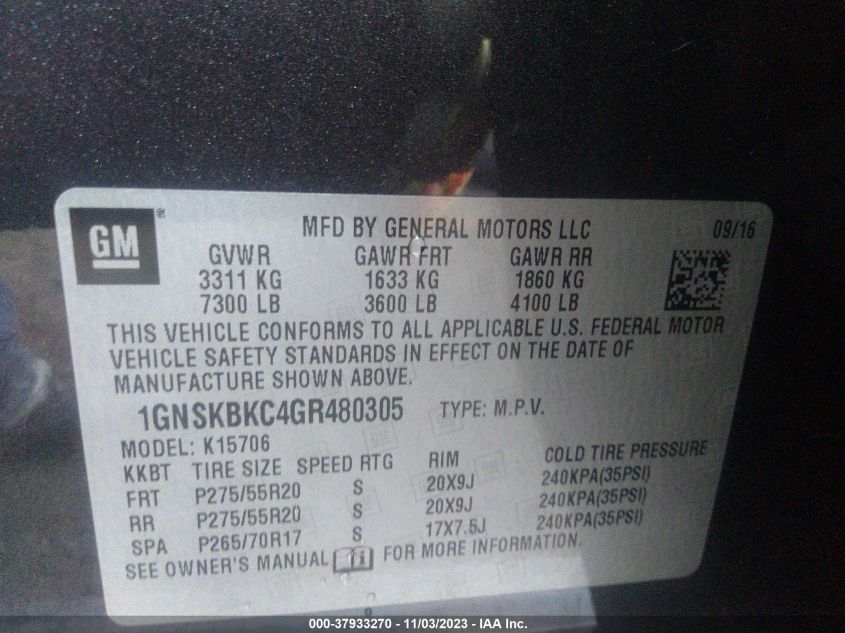 GM ® MFD BY GENERAL MOTORS LLC 09/16
GVWR GAWR FRT GAWR RR
3311 KG 1633 KG 1860 KG
7300 LB 3600 LB 4100 LB
THIS VEHICLE CONFORMS TO ALL APPLICABLE U.S. FEDERAL MOTOR
VEHICLE SAFETY STANDARDS IN EFFECT ON THE DATE OF
MANUFACTURE SHOWN ABOVE.
1GNSKBKC4GR480305 TYPE: M.P.V.
MODEL: K15706
KKBT TIRE SIZE SPEED RTG RIM COLD TIRE PRESSURE
FRT P275/55R20 S 20X9J 240KPA(35PSI)
RR P275/55R20 S 20X9J 240KPA(35PSI)
SPA P265/70R17 S 17X7.5J 240KPA(35PSI)
SEE OWNER'S MANUAL FOR MORE INFORMATION.
000-37933270 - 11/03/2023 - IAA Inc.